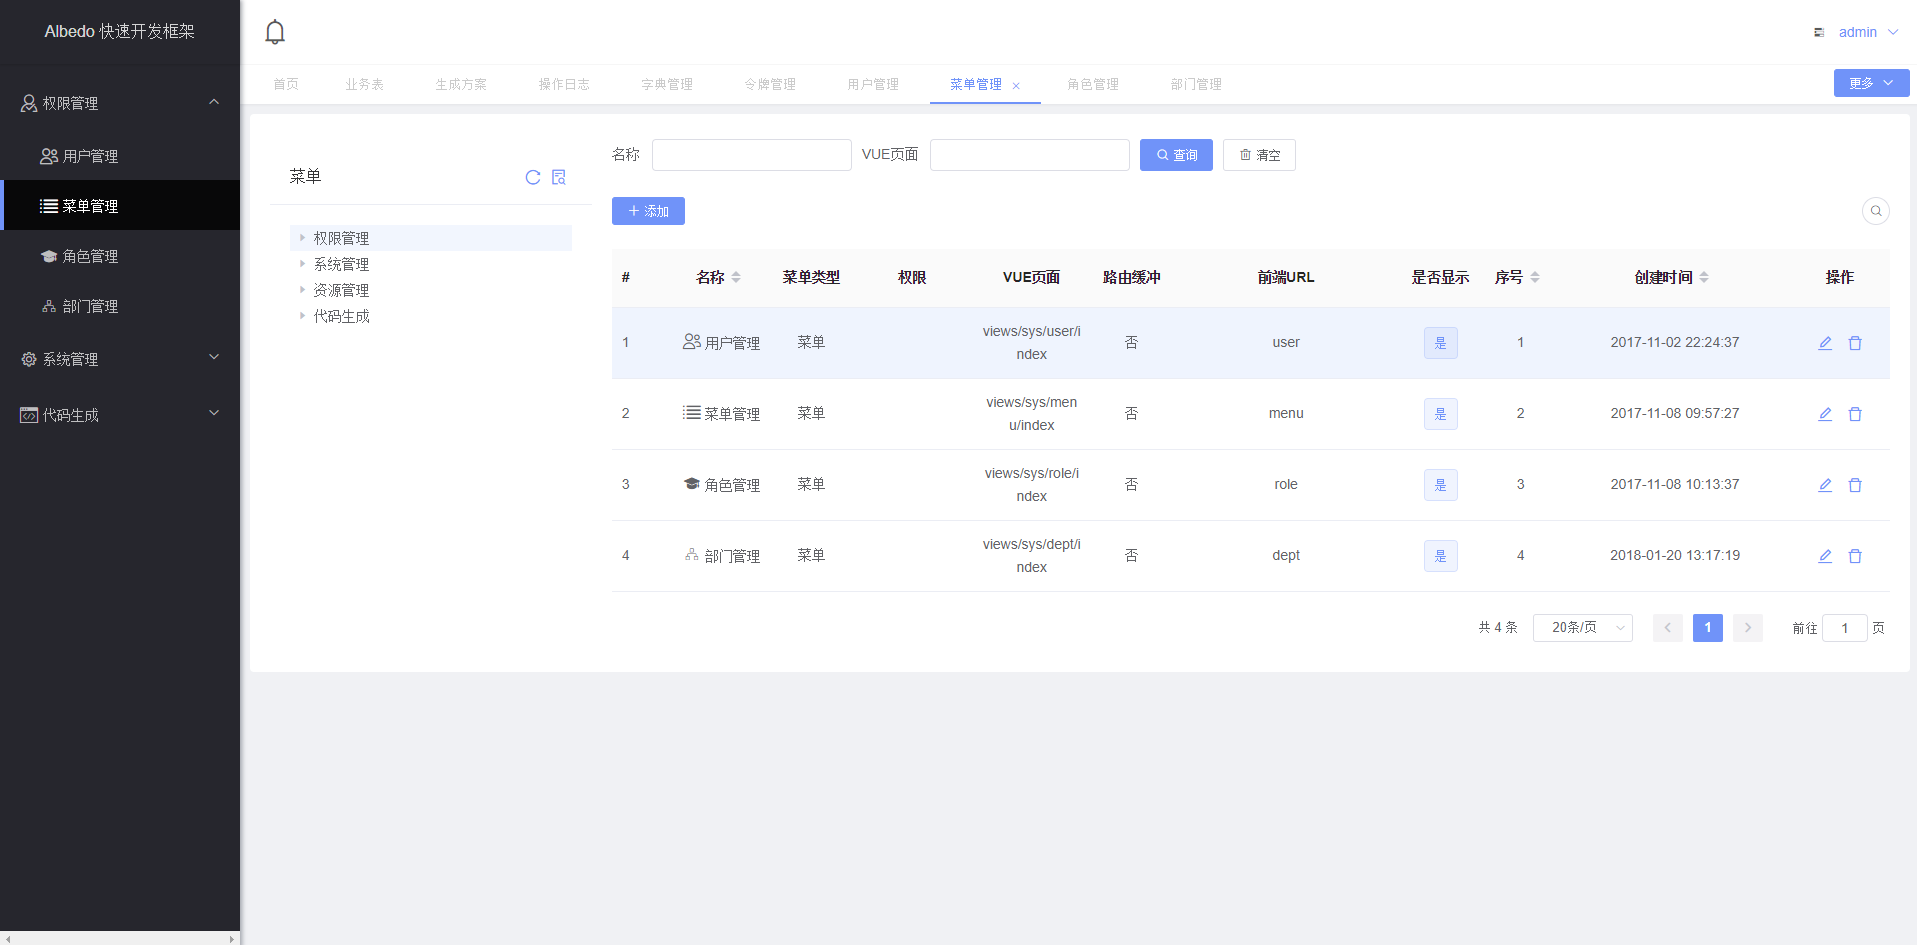 Albedo 快速开发框架
admin
首页 业务表 生成方案 操作日志 字典管理 令牌管理 用户管理 菜单管理 角色管理 部门管理 更多
权限管理
用户管理
菜单管理
角色管理
部门管理
系统管理
代码生成
菜单
权限管理
系统管理
资源管理
代码生成
名称 VUE页面 查询 清空
添加
# 名称 菜单类型 权限 VUE页面 路由缓冲 前端URL 是否显示 序号 创建时间 操作
1 用户管理 菜单 views/sys/user/i
ndex 否 user 是 1 2017-11-02 22:24:37
2 菜单管理 菜单 views/sys/men
u/index 否 menu 是 2 2017-11-08 09:57:27
3 角色管理 菜单 views/sys/role/i
ndex 否 role 是 3 2017-11-08 10:13:37
4 部门管理 菜单 views/sys/dept/i
ndex 否 dept 是 4 2018-01-20 13:17:19
共 4 条 20条/页 1 前往 1 页